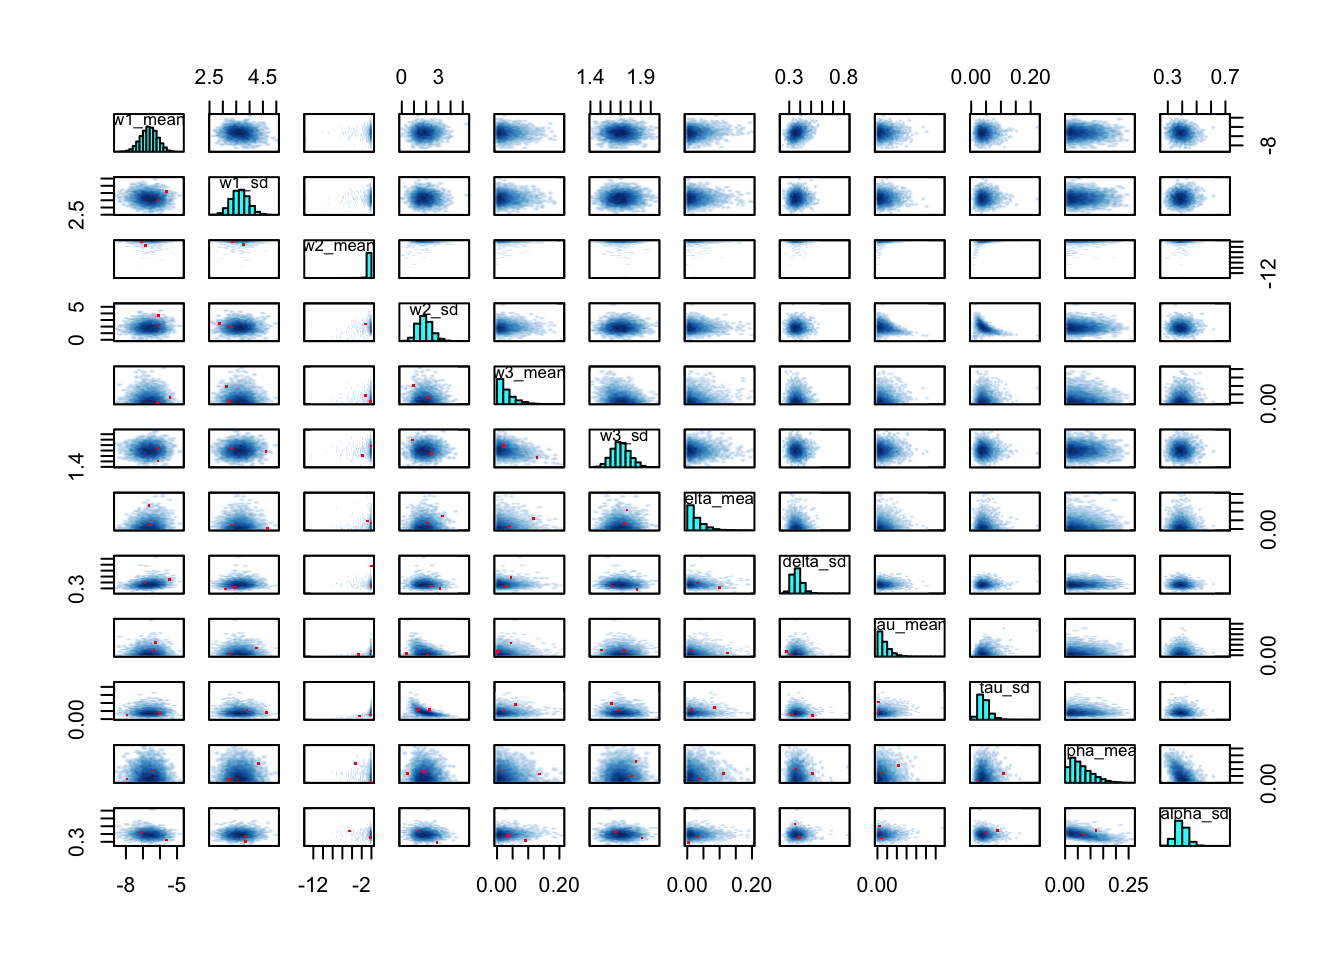 2.5 4.5 0 3 1.4 1.9 0.3 0.8 0.00 0.20 0.3 0.7
w1_mean
-8
w1_sd
2.5
w2_mean
-12
w2_sd
5
0
w3_mean
0.00
w3_sd
1.4
elta_mea
0.00
delta_sd
0.3
au_mean
0.00
tau_sd
0.00
pha_mea
0.00
alpha_sd
0.3
-8 -5 -12 -2 0.00 0.20 0.00 0.20 0.00 0.00 0.25